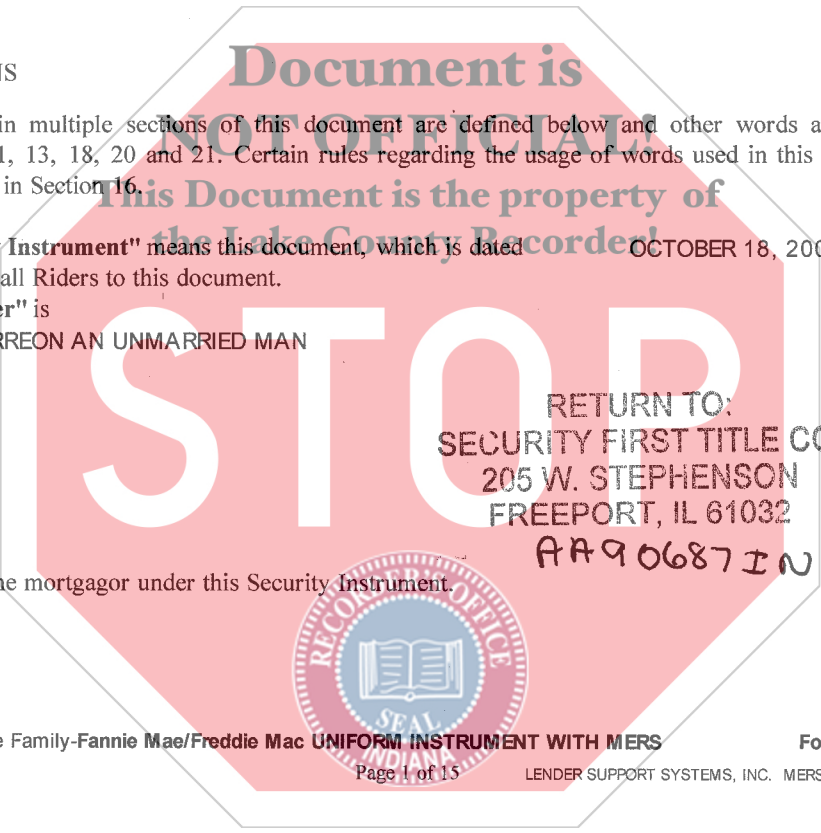 Document is
NS
NOT OFFICIAL!
in multiple sections of this document are defined below and other words a
1, 13, 18, 20 and 21. Certain rules regarding the usage of words used in this
in Section 16.
This Document is the property of
the Lake County Recorder!
Instrument" means this document, which is dated OCTOBER 18, 200
all Riders to this document.
er" is
RREON AN UNMARRIED MAN
STOP
RETURN TO:
SECURITY FIRST TITLE CO
205 W. STEPHENSON
FREEPORT, IL 61032
AA90687IN
he mortgagor under this Security Instrument.
RECORDER'S OFFICE
SEAL
INDIANA
e Family-Fannie Mae/Freddie Mac UNIFORM INSTRUMENT WITH MERS Fo
Page 1 of 15 LENDER SUPPORT SYSTEMS, INC. MERS